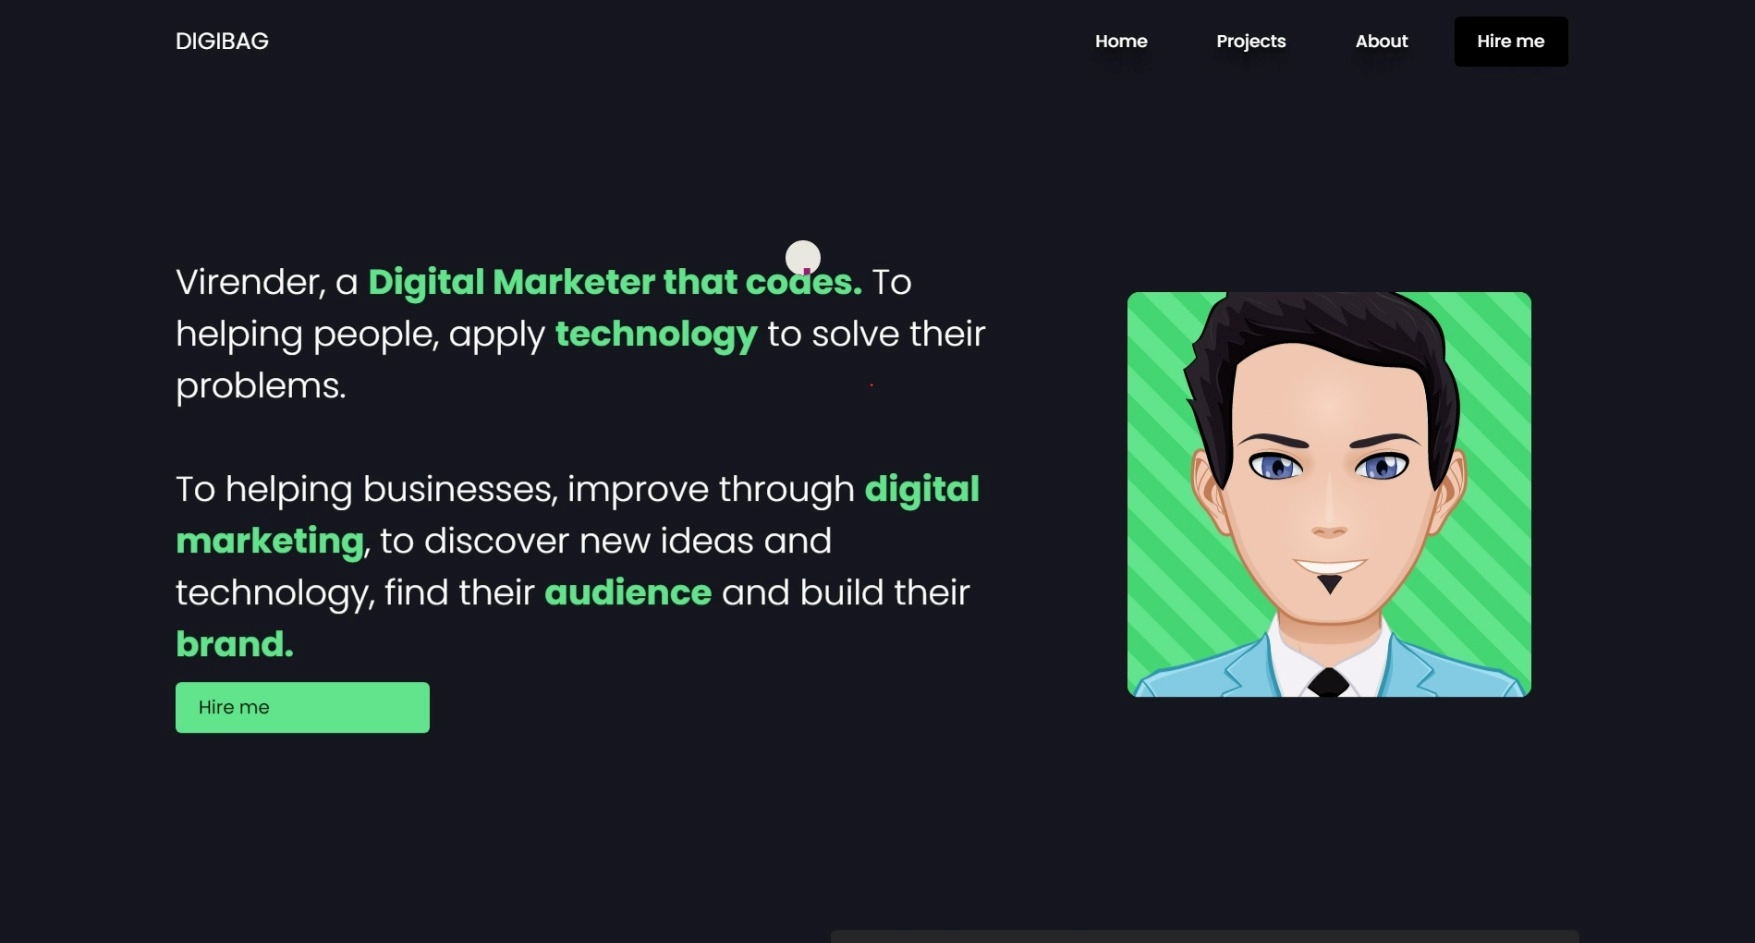 DIGIBAG
Home Projects About Hire me
Virender, a Digital Marketer that codes. To
helping people, apply technology to solve their
problems.
To helping businesses, improve through digital
marketing, to discover new ideas and
technology, find their audience and build their
brand.
Hire me